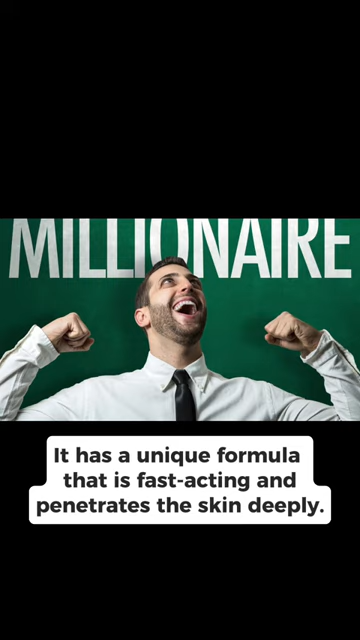 MILLIONAIRE
It has a unique formula
that is fast-acting and
penetrates the skin deeply.